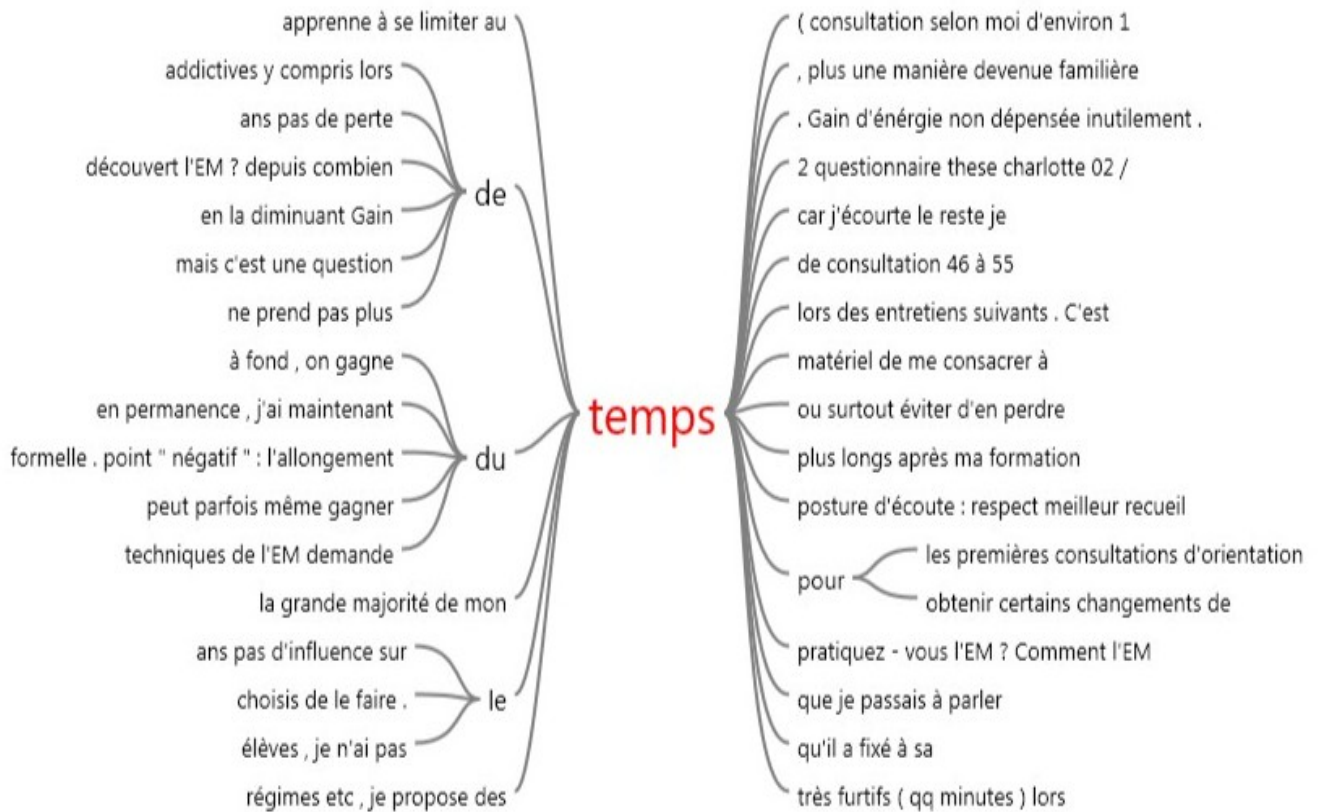 apprenne à se limiter au
addictives y compris lors
ans pas de perte
découvert l'EM ? depuis combien
en la diminuant Gain
mais c'est une question
ne prend pas plus
de
à fond , on gagne
en permanence , j'ai maintenant
formelle . point " négatif " : l'allongement
peut parfois même gagner
techniques de l'EM demande
du
la grande majorité de mon
ans pas d'influence sur
choisis de le faire .
élèves , je n'ai pas
le
régimes etc , je propose des
temps
( consultation selon moi d'environ 1
, plus une manière devenue familière
. Gain d'énérgie non dépensée inutilement .
2 questionnaire these charlotte 02 /
car j'écourte le reste je
de consultation 46 à 55
lors des entretiens suivants . C'est
matériel de me consacrer à
ou surtout éviter d'en perdre
plus longs après ma formation
posture d'écoute : respect meilleur recueil
pour
les premières consultations d'orientation
obtenir certains changements de
pratiquez - vous l'EM ? Comment l'EM
que je passais à parler
qu'il a fixé à sa
très furtifs ( qq minutes ) lors